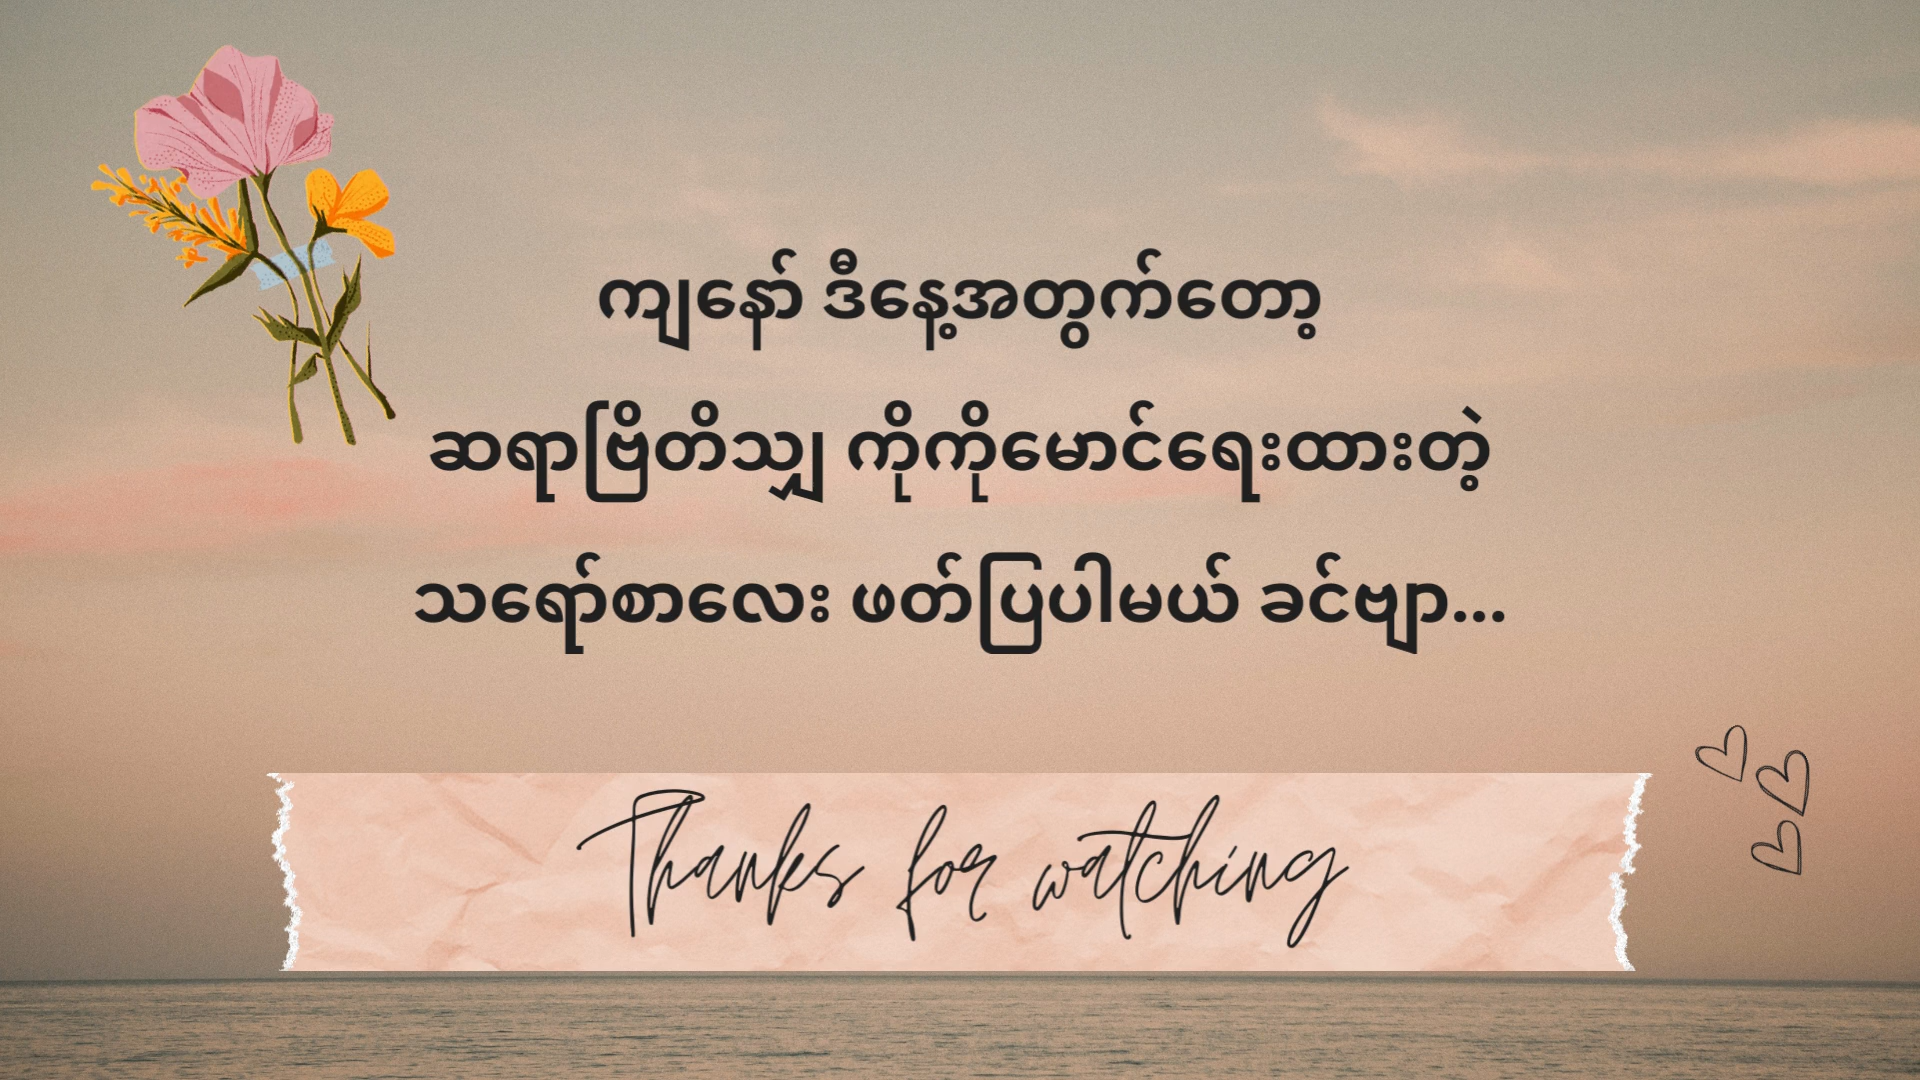 ကျနော် ဒီနေ့အတွက်တော့
ဆရာဗြိတိသျှ ကိုကိုမောင်ရေးထားတဲ့
သရော်စာလေး ဖတ်ပြပါမယ် ခင်ဗျာ...
Thanks for watching